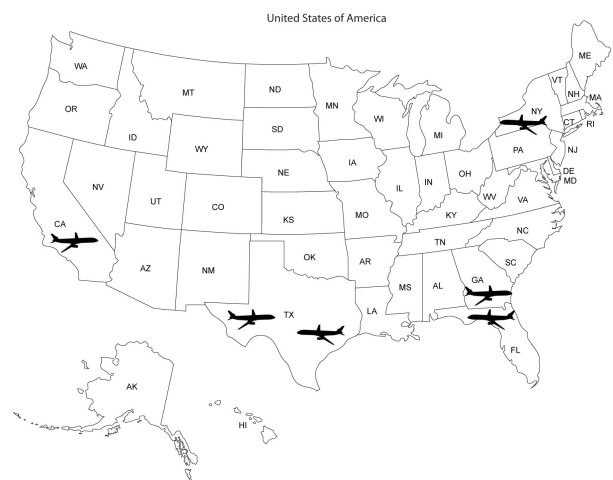 United States of America
ME
WA
VT
MT
ND
NH
MA
MN
OR
NY
WI
CT
RI
SD
MI
ID
WY
PA
NJ
IA
NE
OH
DE
MD
NV
IL
IN
UT
WV
VA
CO
CA
KS
MO
KY
NC
TN
OK
AZ
NM
AR
SC
MS
AL
GA
LA
TX
FL
AK
HI